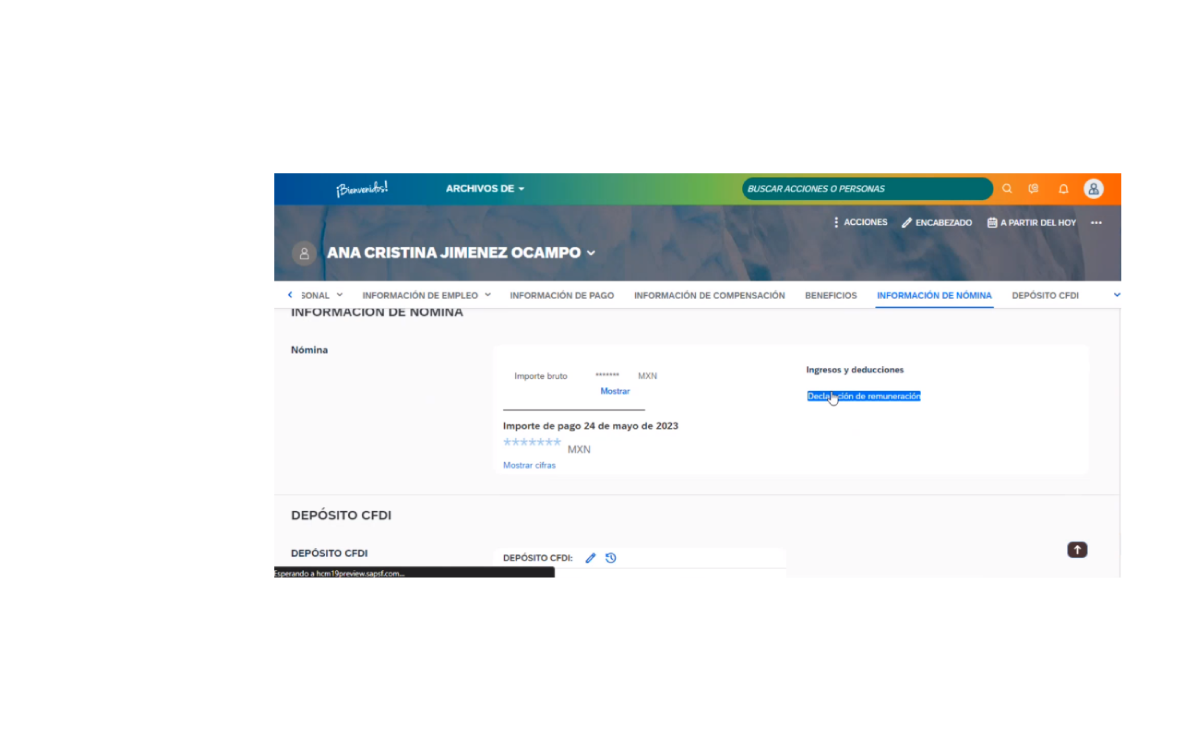 ¡Bienvenidos!
ARCHIVOS DE
BUSCAR ACCIONES O PERSONAS
ACCIONES
ENCABEZADO
A PARTIR DEL HOY
ANA CRISTINA JIMENEZ OCAMPO
SONAL
INFORMACIÓN DE EMPLEO
INFORMACIÓN DE PAGO
INFORMACIÓN DE COMPENSACIÓN
BENEFICIOS
INFORMACIÓN DE NÓMINA
DEPÓSITO CFDI
INFORMACIÓN DE NÓMINA
Nómina
Importe bruto ******* MXN
Mostrar
Importe de pago 24 de mayo de 2023
******* MXN
Mostrar cifras
Ingresos y deducciones
Declaración de remuneración
DEPÓSITO CFDI
DEPÓSITO CFDI
DEPÓSITO CFDI:
Esperando a hcm19preview.sapsf.com...